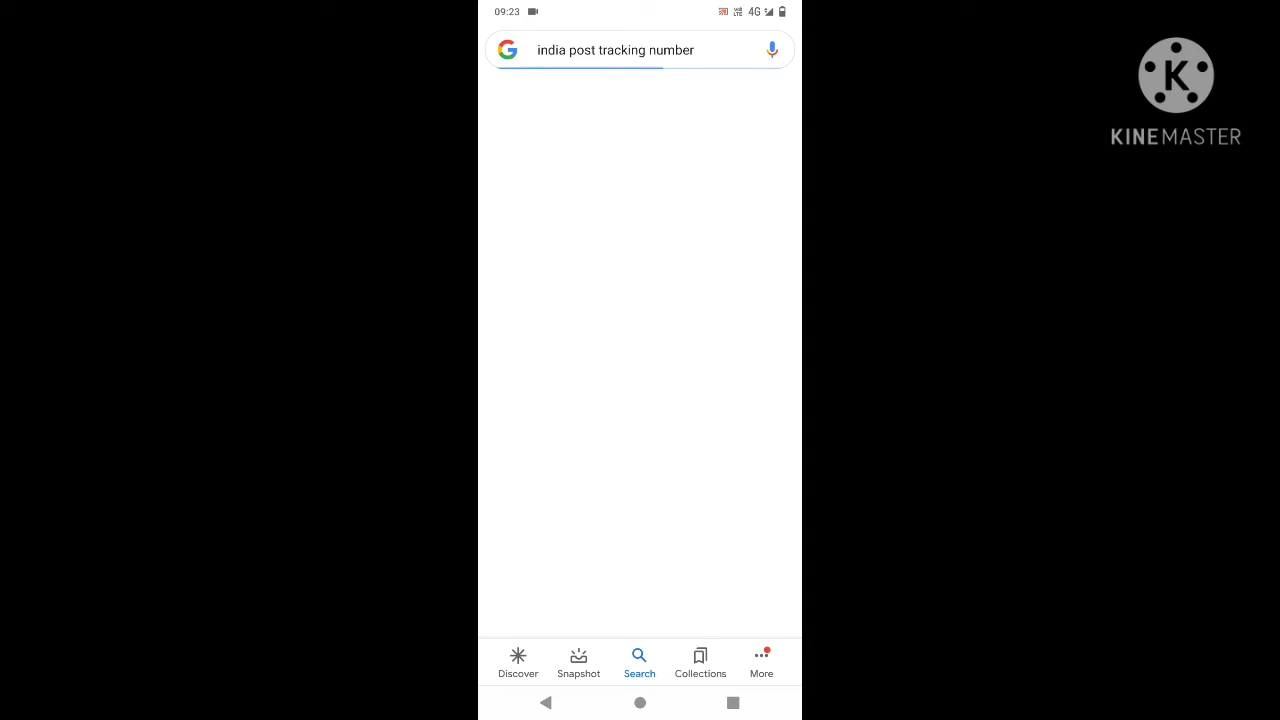 09:23
4G
india post tracking number
KINEMASTER
Discover
Snapshot
Search
Collections
More